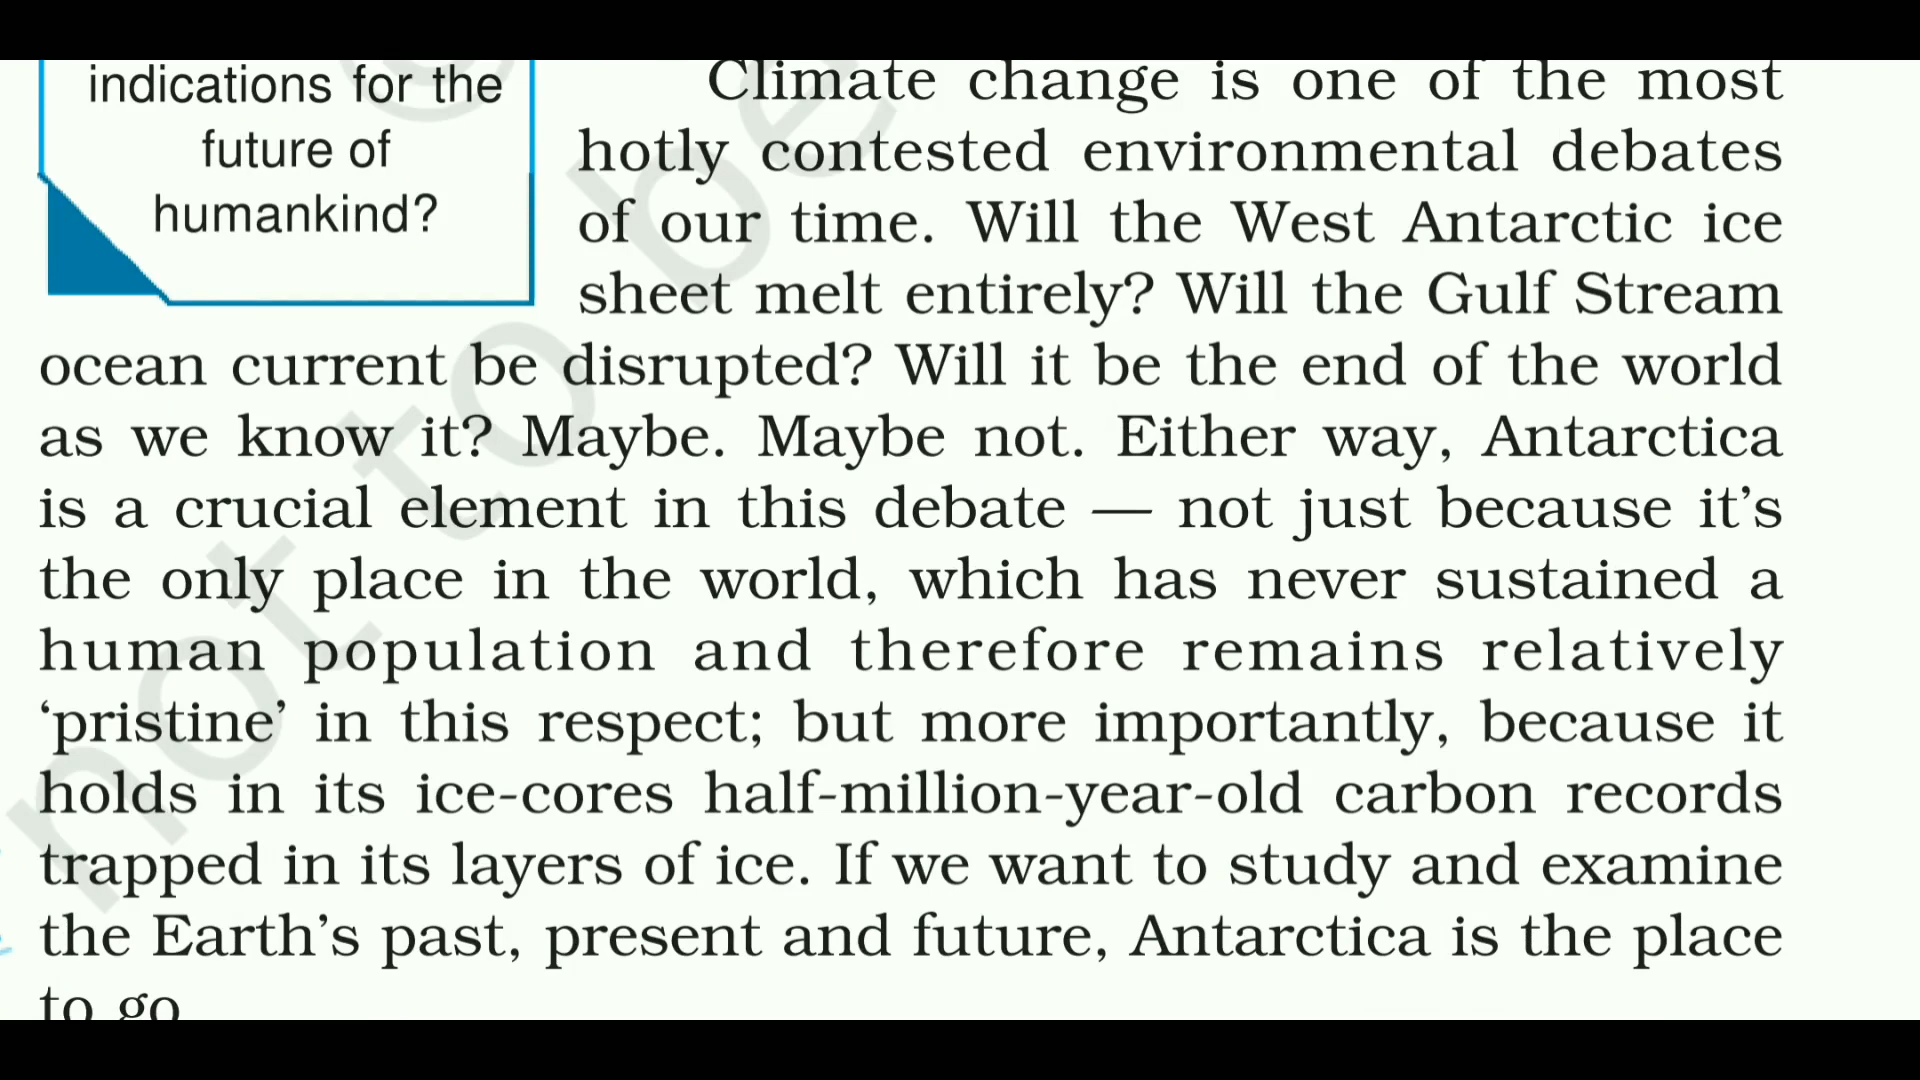 indications for the
future of
humankind?
Climate change is one of the most
hotly contested environmental debates
of our time. Will the West Antarctic ice
sheet melt entirely? Will the Gulf Stream
ocean current be disrupted? Will it be the end of the world
as we know it? Maybe. Maybe not. Either way, Antarctica
is a crucial element in this debate — not just because it’s
the only place in the world, which has never sustained a
human population and therefore remains relatively
‘pristine’ in this respect; but more importantly, because it
holds in its ice-cores half-million-year-old carbon records
trapped in its layers of ice. If we want to study and examine
the Earth’s past, present and future, Antarctica is the place
to go
not to be